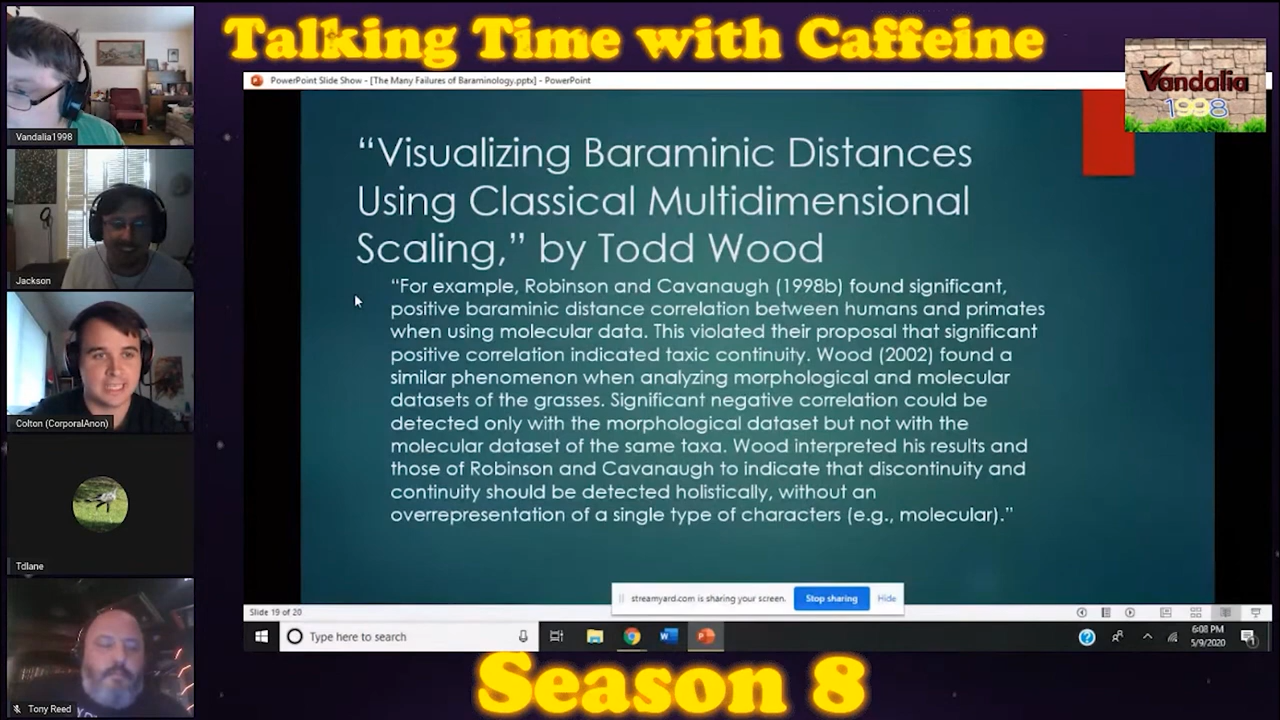 Talking Time with Caffeine
PowerPoint Slide Show - [The Many Failures of Baraminology.pptx] - PowerPoint
Vandalia
1998
Vandalia1998
Jackson
Colton (CorporalAnon)
Tdlane
Tony Reed
“Visualizing Baraminic Distances
Using Classical Multidimensional
Scaling,” by Todd Wood
“For example, Robinson and Cavanaugh (1998b) found significant,
positive baraminic distance correlation between humans and primates
when using molecular data. This violated their proposal that significant
positive correlation indicated taxic continuity. Wood (2002) found a
similar phenomenon when analyzing morphological and molecular
datasets of the grasses. Significant negative correlation could be
detected only with the morphological dataset but not with the
molecular dataset of the same taxa. Wood interpreted his results and
those of Robinson and Cavanaugh to indicate that discontinuity and
continuity should be detected holistically, without an
overrepresentation of a single type of characters (e.g., molecular).”
streamyard.com is sharing your screen.
Stop sharing
Hide
Slide 19 of 20
Type here to search
6:08 PM
5/9/2020
Season 8